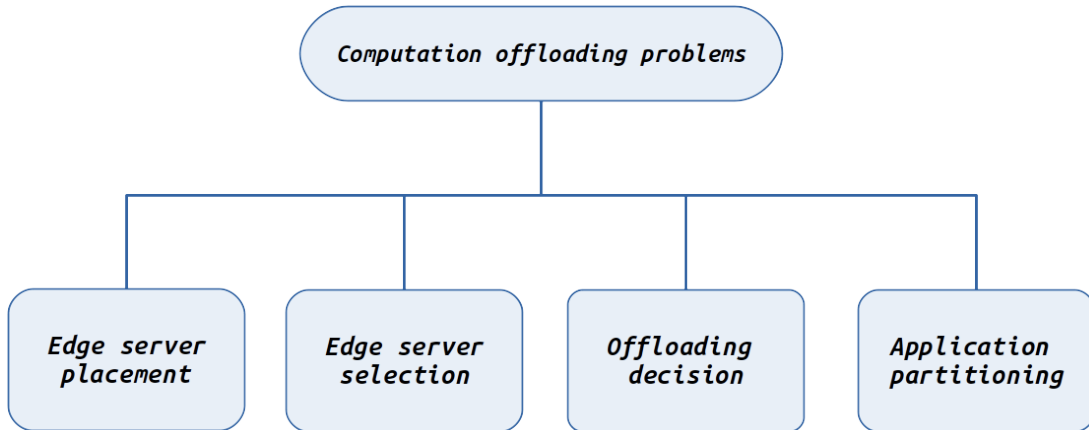 Computation offloading problems
Edge server
placement
Edge server
selection
Offloading
decision
Application
partitioning